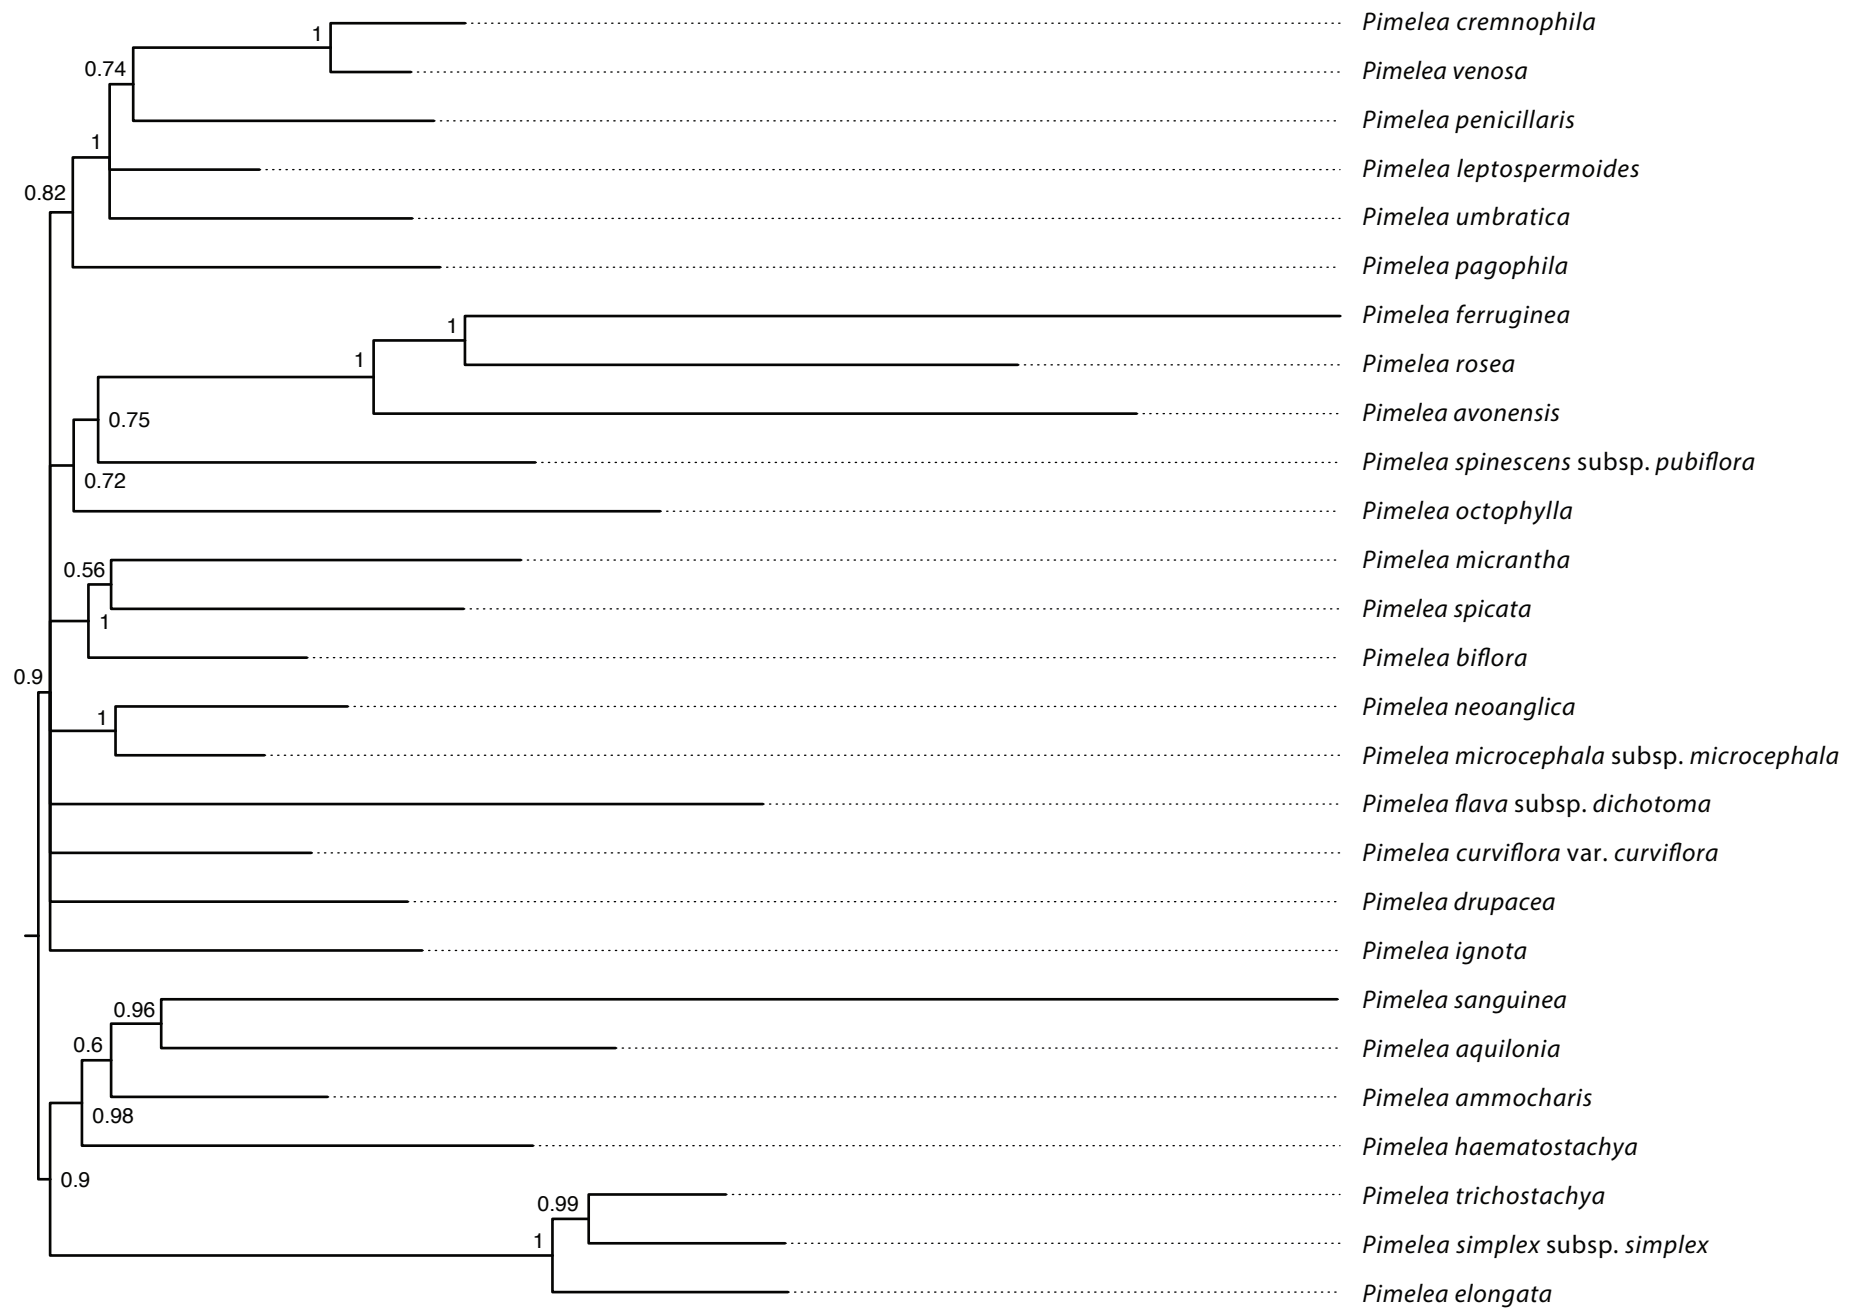 Pimelea cremnophila
1
Pimelea venosa
0.74
Pimelea penicillaris
1
Pimelea leptospermoides
0.82
Pimelea umbratica
Pimelea pagophila
Pimelea ferruginea
1
Pimelea rosea
1
Pimelea avonensis
0.75
Pimelea spinescens subsp. pubiflora
0.72
Pimelea octophylla
Pimelea micrantha
0.56
Pimelea spicata
1
Pimelea biflora
0.9
Pimelea neoanglica
1
Pimelea microcephala subsp. microcephala
Pimelea flava subsp. dichotoma
Pimelea curviflora var. curviflora
Pimelea drupacea
Pimelea ignota
Pimelea sanguinea
0.96
Pimelea aquilonia
0.6
Pimelea ammocharis
0.98
Pimelea haematostachya
0.9
Pimelea trichostachya
0.99
Pimelea simplex subsp. simplex
1
Pimelea elongata